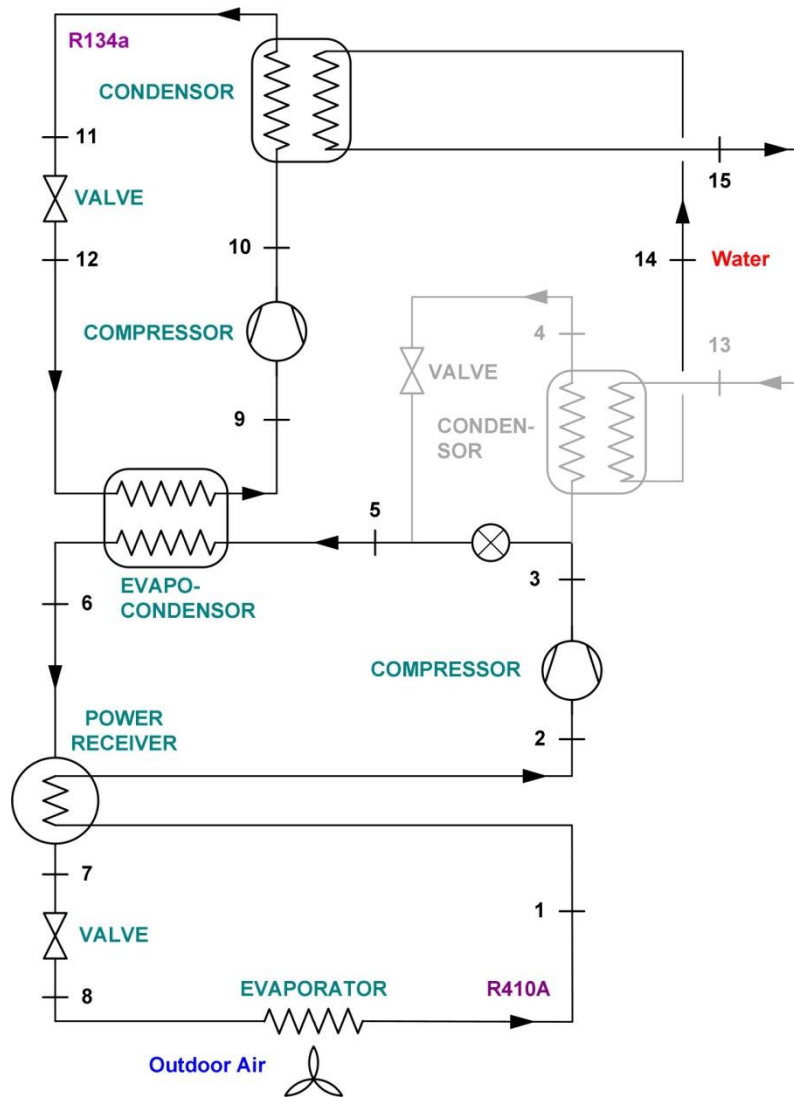 R134a
CONDENSOR
11
15
VALVE
10
12
14
Water
COMPRESSOR
4
13
VALVE
9
CONDEN-
SOR
5
EVAPO-
CONDENSOR
3
6
COMPRESSOR
POWER
RECEIVER
2
7
1
VALVE
8
EVAPORATOR
R410A
Outdoor Air